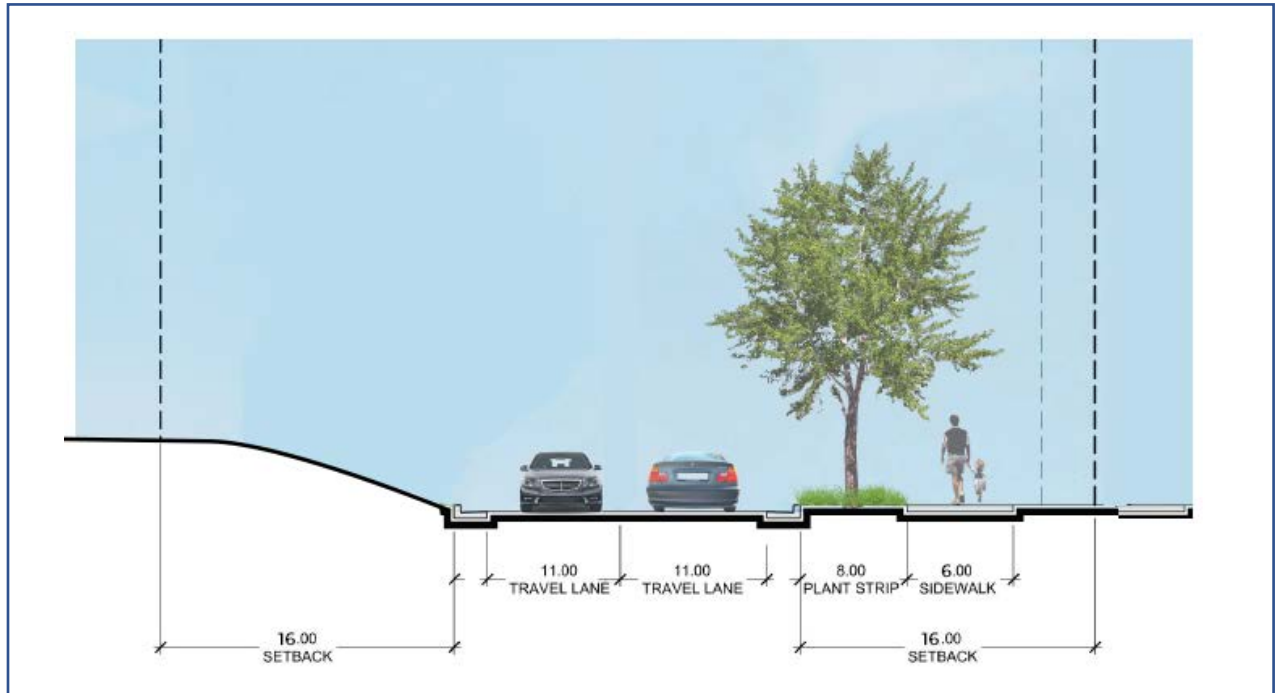 11.00
TRAVEL LANE
11.00
TRAVEL LANE
8.00
PLANT STRIP
6.00
SIDEWALK
16.00
SETBACK
16.00
SETBACK